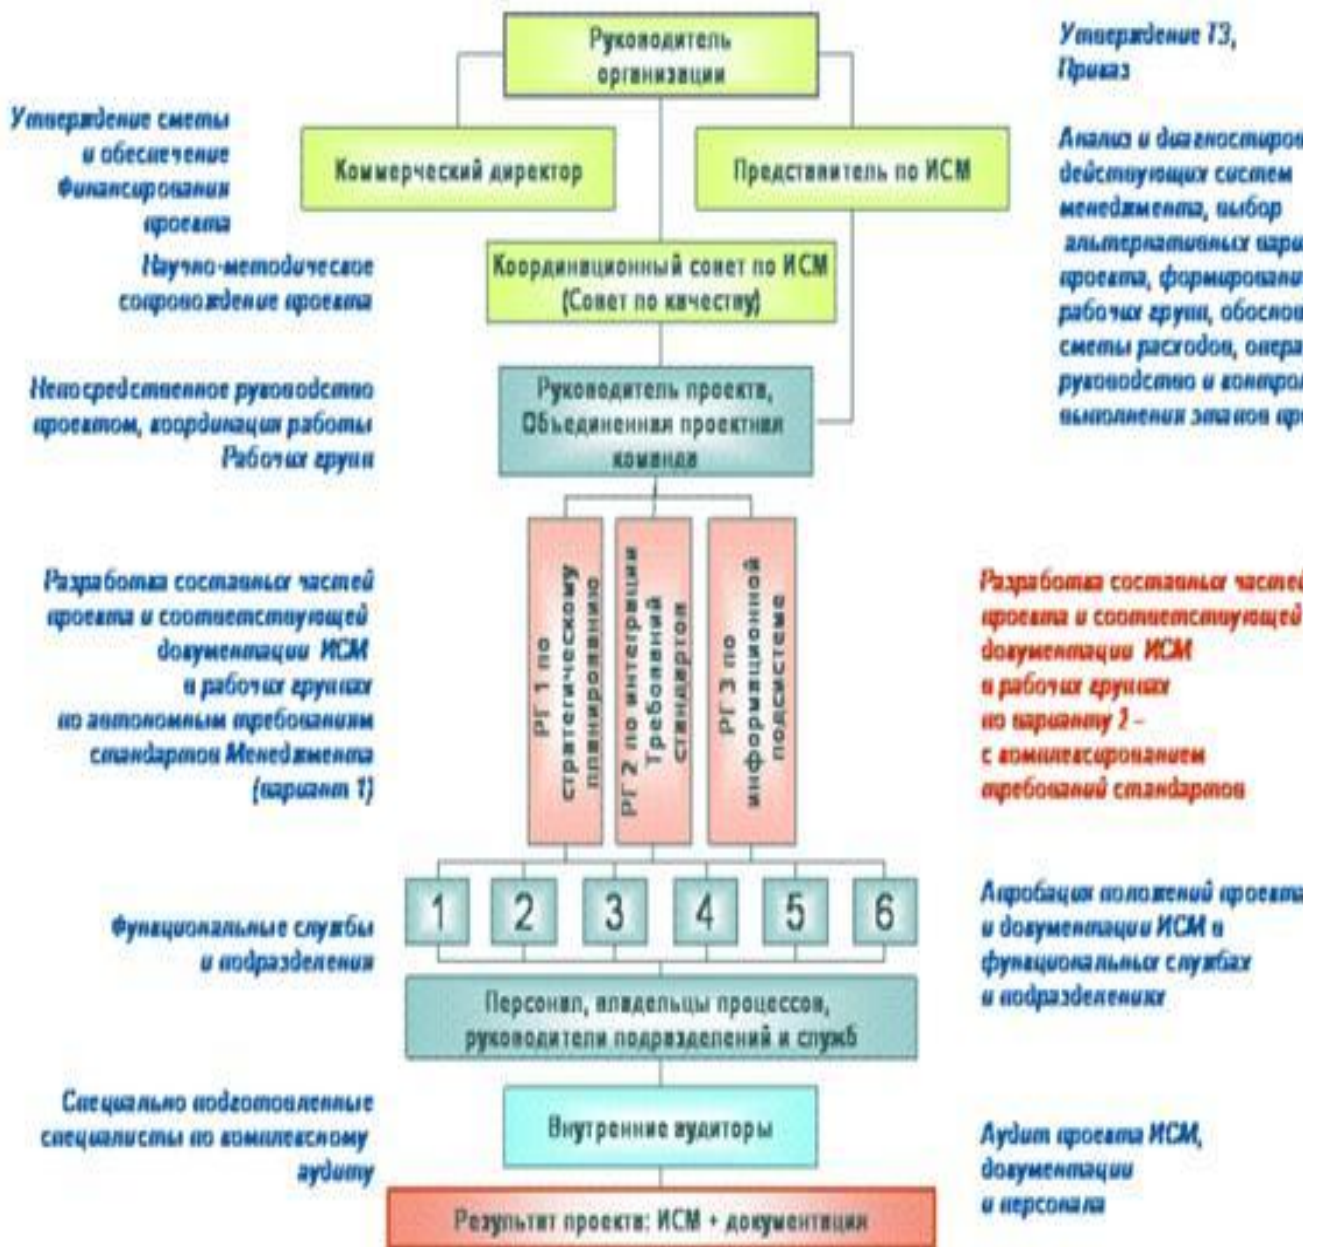 Руководитель
организации
Утверждение ТЗ,
Приказ
Утверждение сметы
и обеспечение
Финансирования
проекта
Коммерческий директор
Представитель по ИСМ
Анализ и диагностиров
действующих систем
менеджмента, выбор
альтернативных вари
проекта, формировани
рабочих групп, обоснов
сметы расходов, опера
руководство и контрол
выполнения этапов про
Научно-методическое
сопровождение проекта
Координационный совет по ИСМ
(Совет по качеству)
Непосредственное руководство
проектом, координация работы
Рабочих групп
Руководитель проекта,
Объединенная проектная
команда
Разработка составных частей
проекта и соответствующей
документации ИСМ
в рабочих группах
по автономным требованиям
стандартов Менеджмента
(вариант 1)
РГ 1 по
стратегическому
планированию
РГ 2 по интеграции
Требований
стандартов
РГ 3 по
информационной
подсистеме
Разработка составных частей
проекта и соответствующей
документации ИСМ
в рабочих группах
по варианту 2 –
с комплексированием
требований стандартов
1 2 3 4 5 6
Функциональные службы
и подразделения
Апробация положений проекта
и документации ИСМ в
функциональных службах
и подразделениях
Персонал, владельцы процессов,
руководители подразделений и служб
Специально подготовленные
специалисты по комплексному
аудиту
Внутренние аудиторы
Аудит проекта ИСМ,
документации
и персонала
Результат проекта: ИСМ + документация